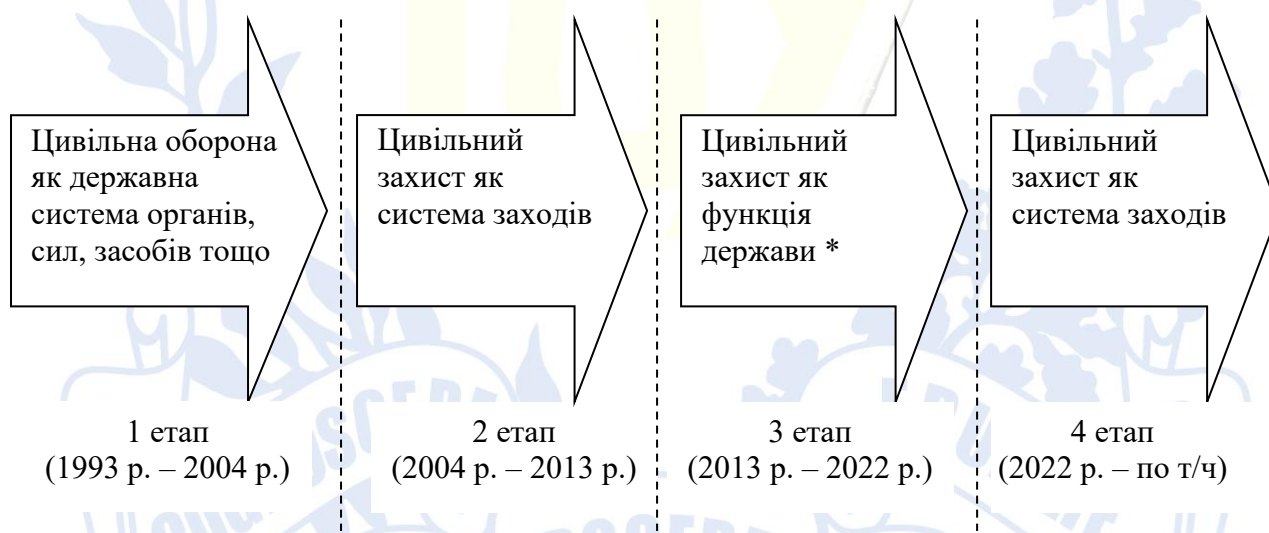 Цивільна оборона
як державна
система органів,
сил, засобів тощо
Цивільний
захист як
система заходів
Цивільний
захист як
функція
держави *
Цивільний
захист як
система заходів
1 етап
(1993 р. – 2004 р.)
2 етап
(2004 р. – 2013 р.)
3 етап
(2013 р. – 2022 р.)
4 етап
(2022 р. – по т/ч)